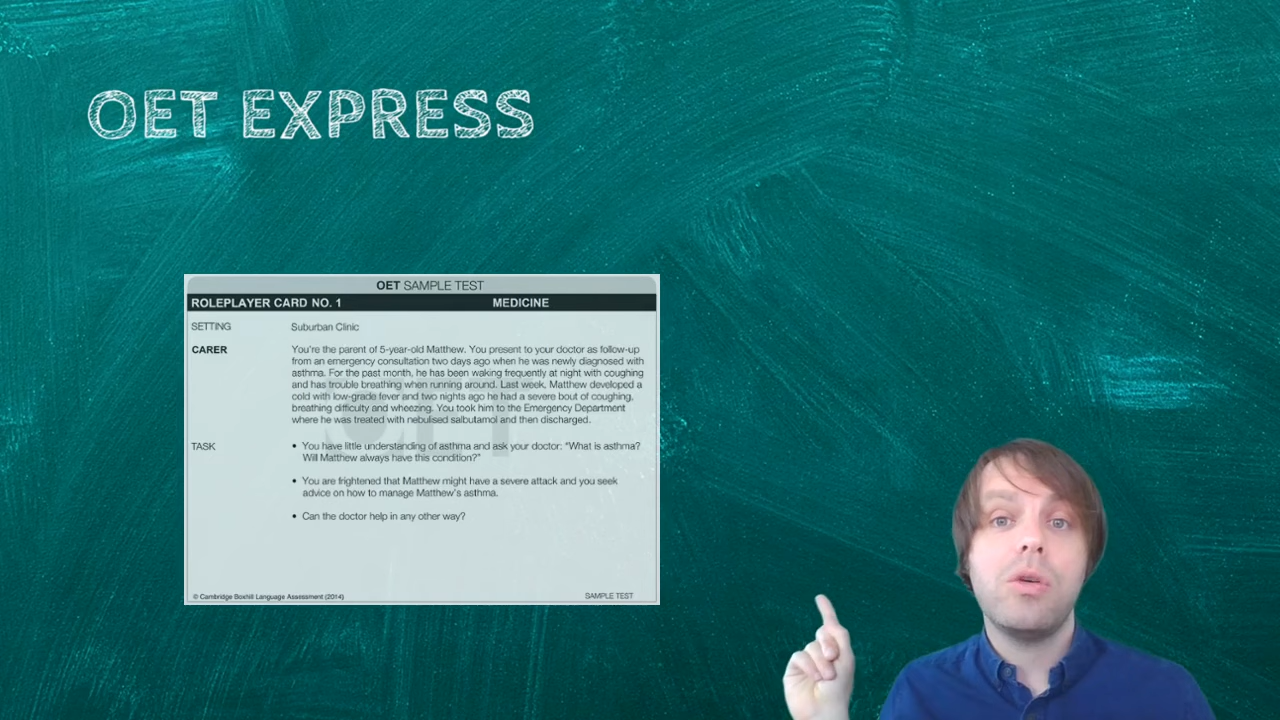 OET EXPRESS
OET SAMPLE TEST
ROLEPLAYER CARD NO. 1 MEDICINE
SETTING Suburban Clinic
CARER You're the parent of 5-year-old Matthew. You present to your doctor as follow-up
from an emergency consultation two days ago when he was newly diagnosed with
asthma. For the past month, he has been waking frequently at night with coughing
and has trouble breathing when running around. Last week, Matthew developed a
cold with low-grade fever and two nights ago he had a severe bout of coughing,
breathing difficulty and wheezing. You took him to the Emergency Department
where he was treated with nebulised salbutamol and then discharged.
TASK • You have little understanding of asthma and ask your doctor: “What is asthma?
Will Matthew always have this condition?”
• You are frightened that Matthew might have a severe attack and you seek
advice on how to manage Matthew's asthma.
• Can the doctor help in any other way?
© Cambridge Boxhill Language Assessment (2014) SAMPLE TEST